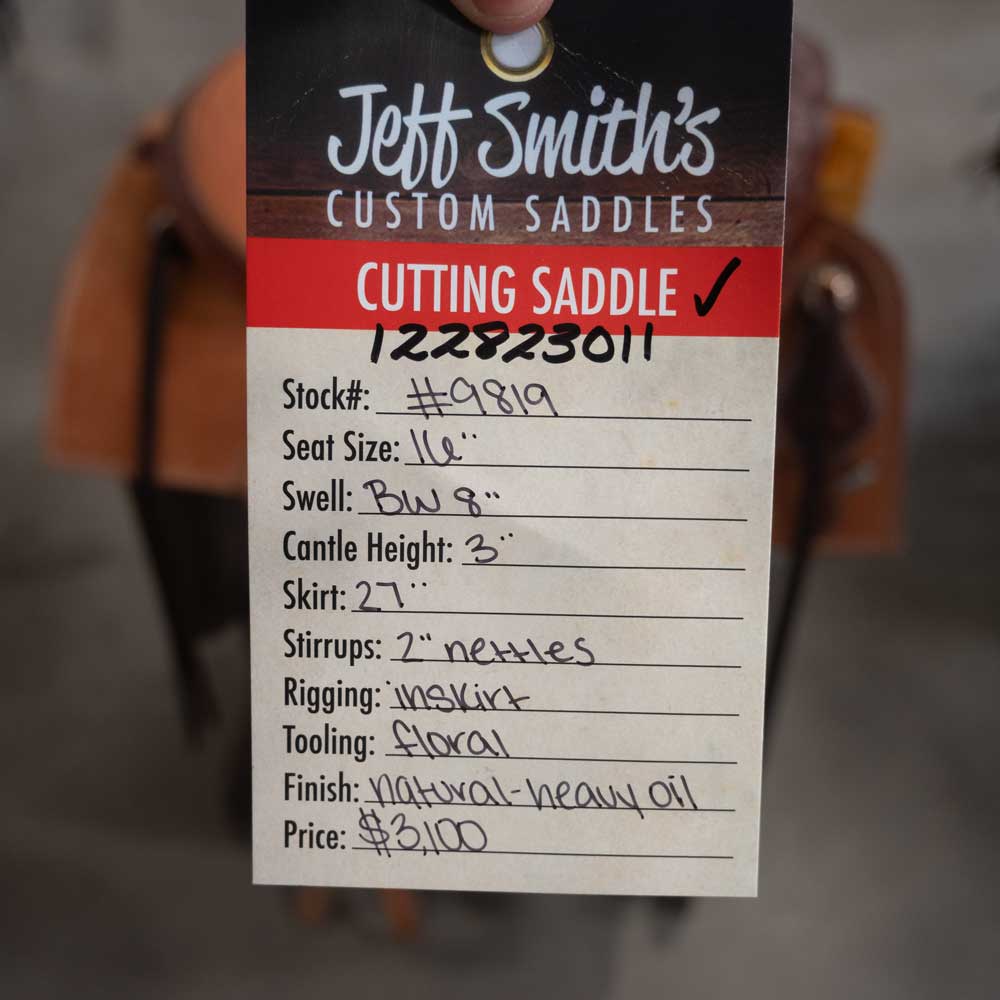 Jeff Smith's
CUSTOM SADDLES
CUTTING SADDLE ✓
122823011
Stock#: #9819
Seat Size: 16"
Swell: BW 8"
Cantle Height: 3"
Skirt: 27"
Stirrups: 2" nettles
Rigging: inskirt
Tooling: floral
Finish: natural-heavy oil
Price: $3,100